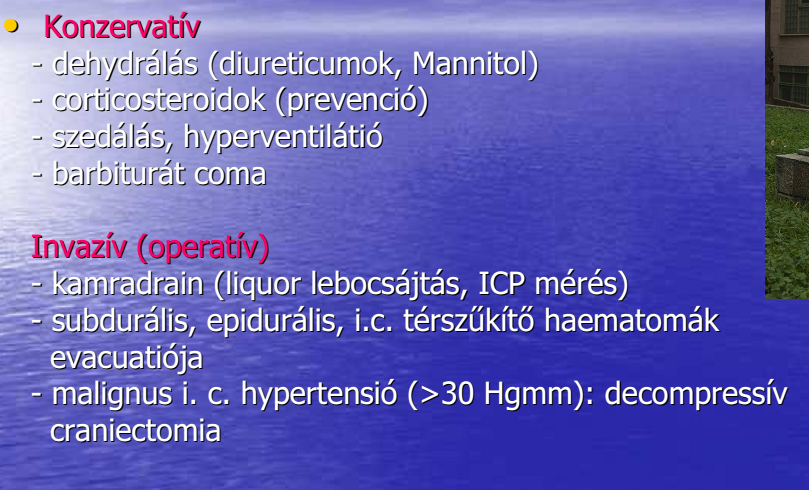 • Konzervatív
- dehydrálás (diureticumok, Mannitol)
- corticosteroidok (prevenció)
- szedálás, hyperventilátió
- barbiturát coma
Invazív (operatív)
- kamradrain (liquor lebocsájtás, ICP mérés)
- subdurális, epidurális, i.c. térszűkítő haematomák
evacuatiója
- malignus i. c. hypertensió (>30 Hgmm): decompressív
craniectomia